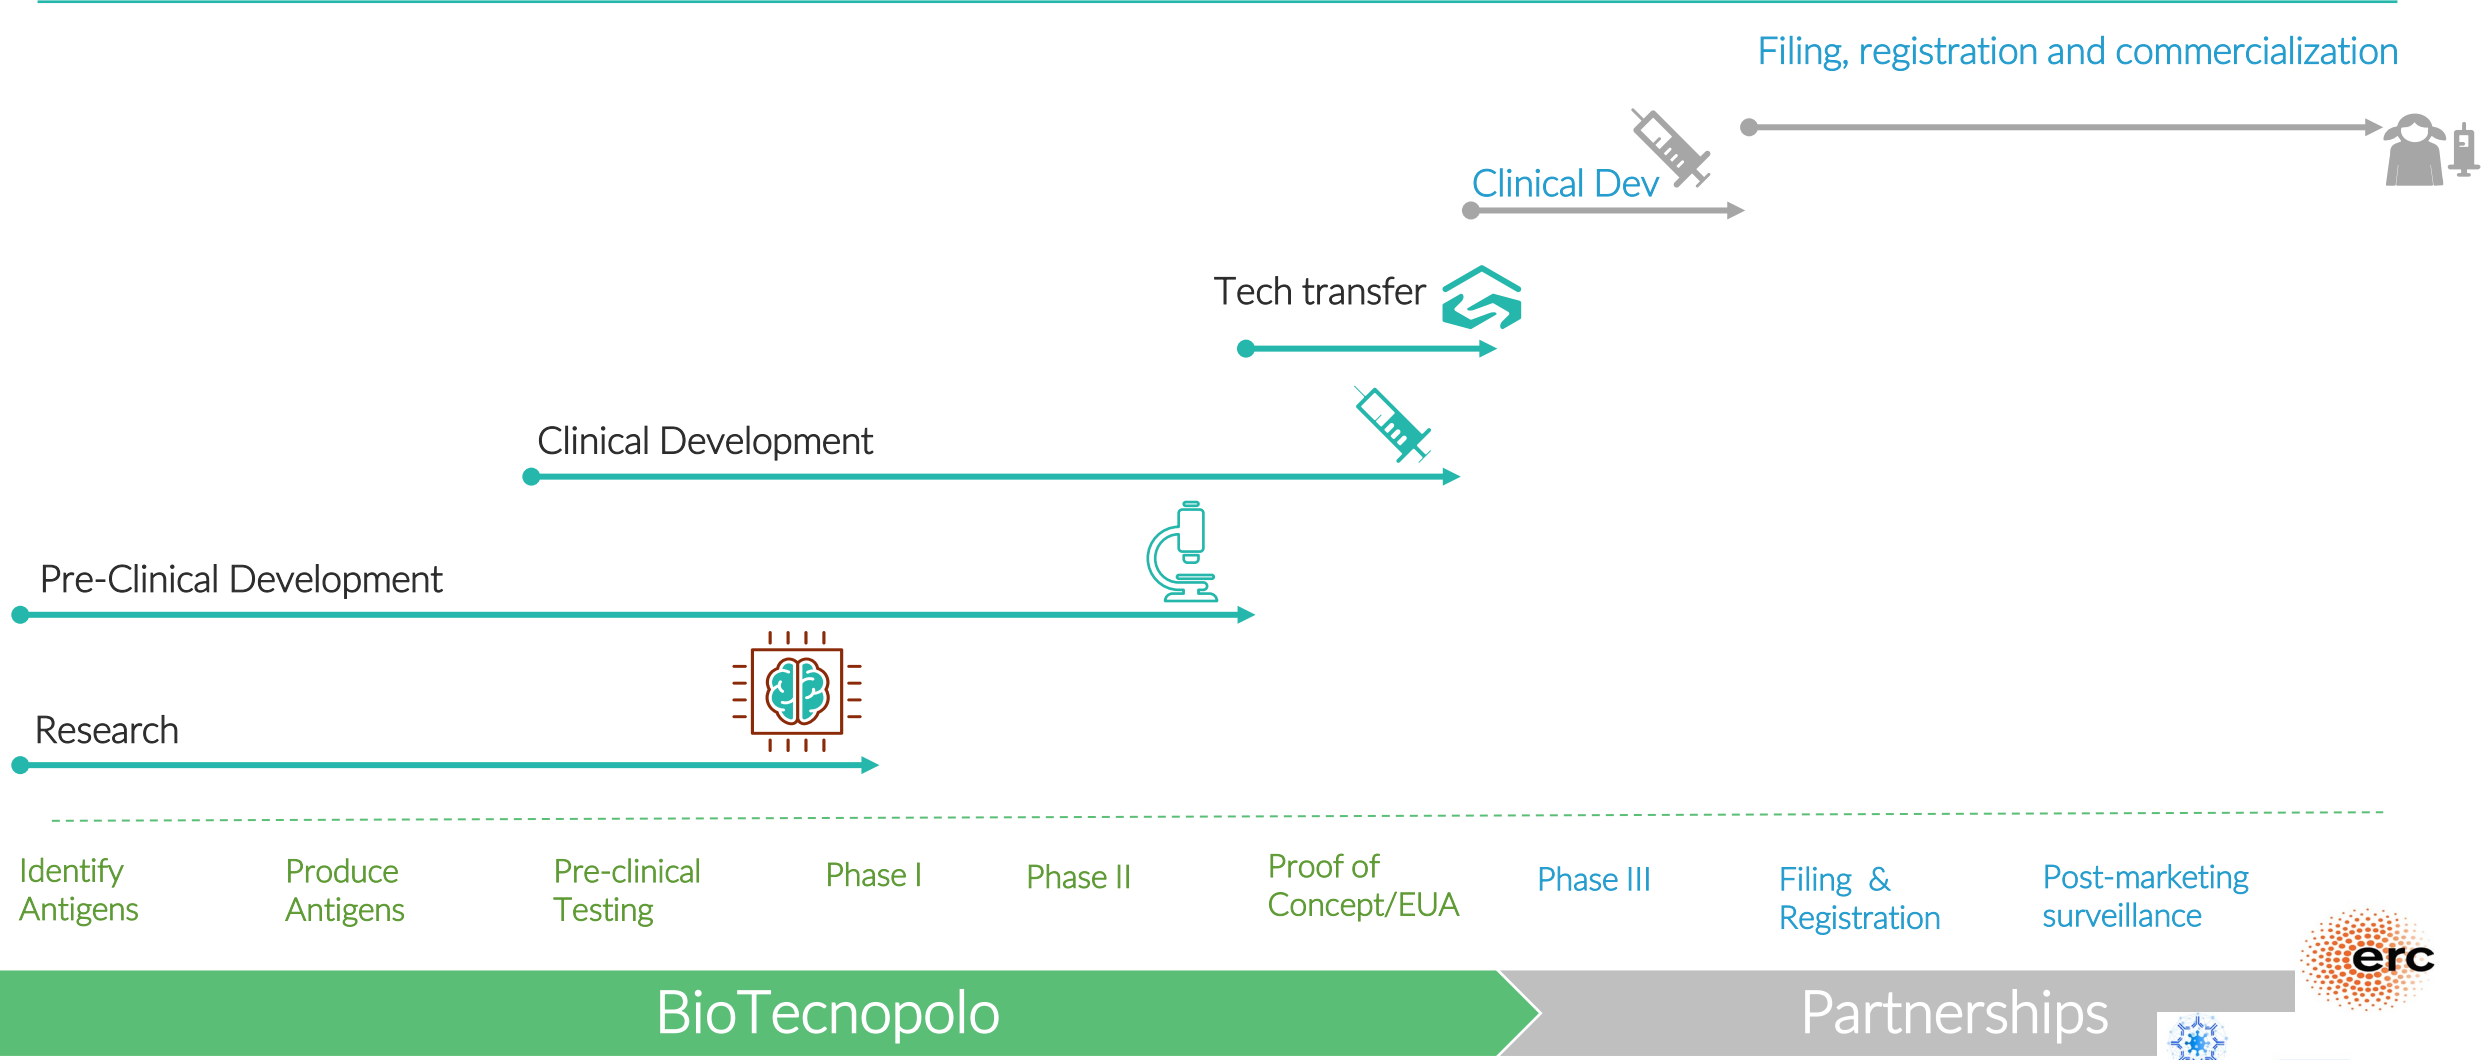 Filing, registration and commercialization
Clinical Dev
Tech transfer
Clinical Development
Pre-Clinical Development
Research
Identify
Antigens
Produce
Antigens
Pre-clinical
Testing
Phase I
Phase II
Proof of
Concept/EUA
Phase III
Filing &
Registration
Post-marketing
surveillance
erc
BioTecnopolo
Partnerships